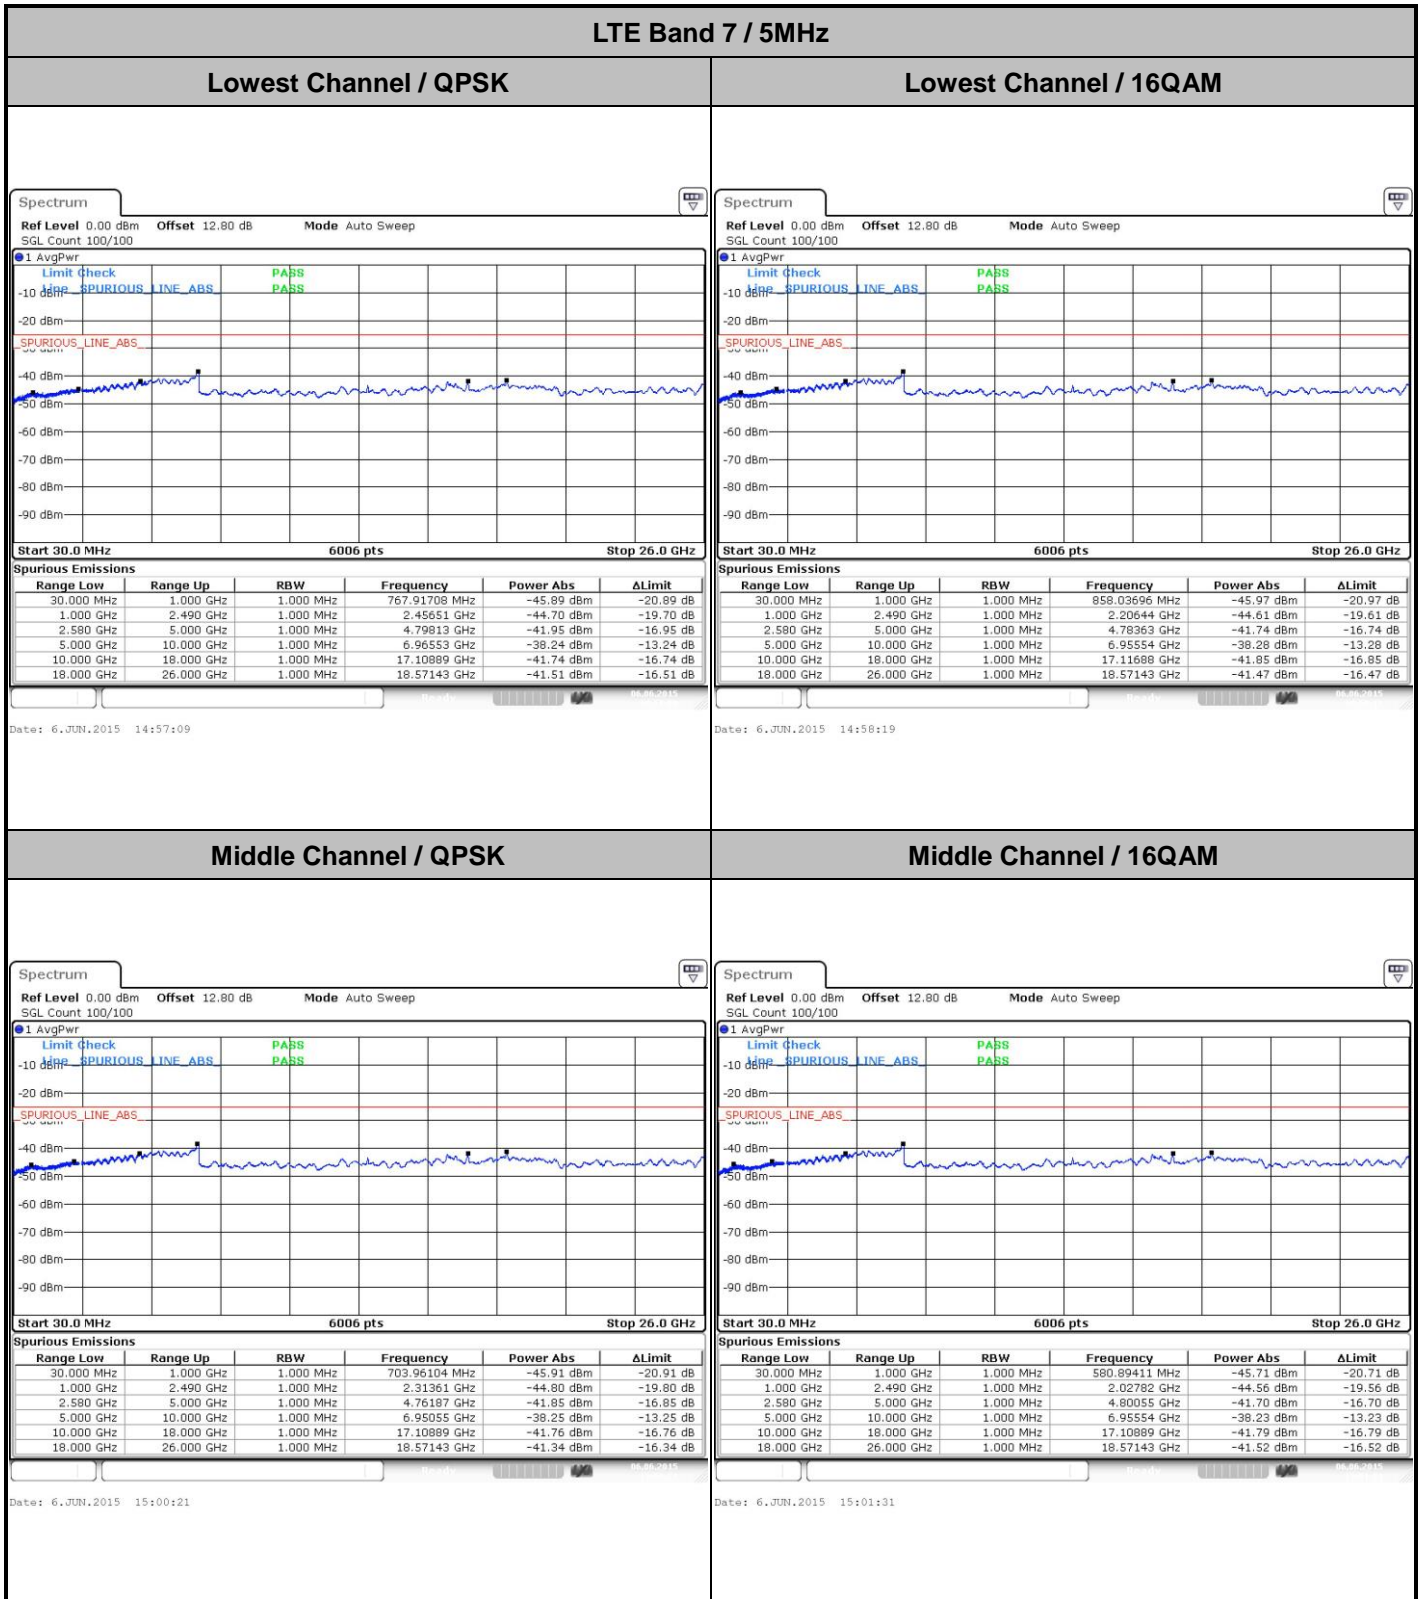 LTE Band 7 / 5MHz
Lowest Channel / QPSK
Lowest Channel / 16QAM
Spectrum
Ref Level 0.00 dBm Offset 12.80 dB Mode Auto Sweep
SGL Count 100/100
1 AvgPwr
Limit Check PASS
Line _SPURIOUS_LINE_ABS_ PASS
-10 dBm
-20 dBm
_SPURIOUS_LINE_ABS_
-30 dBm
-40 dBm
-50 dBm
-60 dBm
-70 dBm
-80 dBm
-90 dBm
Start 30.0 MHz 6006 pts Stop 26.0 GHz
Spurious Emissions
Range Low Range Up RBW Frequency Power Abs ΔLimit
30.000 MHz 1.000 GHz 1.000 MHz 767.91708 MHz -45.89 dBm -20.89 dB
1.000 GHz 2.490 GHz 1.000 MHz 2.45651 GHz -44.70 dBm -19.70 dB
2.580 GHz 5.000 GHz 1.000 MHz 4.79813 GHz -41.95 dBm -16.95 dB
5.000 GHz 10.000 GHz 1.000 MHz 6.96553 GHz -38.24 dBm -13.24 dB
10.000 GHz 18.000 GHz 1.000 MHz 17.10889 GHz -41.74 dBm -16.74 dB
18.000 GHz 26.000 GHz 1.000 MHz 18.57143 GHz -41.51 dBm -16.51 dB
Ready 06.06.2015
Date: 6.JUN.2015 14:57:09
Spectrum
Ref Level 0.00 dBm Offset 12.80 dB Mode Auto Sweep
SGL Count 100/100
1 AvgPwr
Limit Check PASS
Line _SPURIOUS_LINE_ABS_ PASS
-10 dBm
-20 dBm
_SPURIOUS_LINE_ABS_
-30 dBm
-40 dBm
-50 dBm
-60 dBm
-70 dBm
-80 dBm
-90 dBm
Start 30.0 MHz 6006 pts Stop 26.0 GHz
Spurious Emissions
Range Low Range Up RBW Frequency Power Abs ΔLimit
30.000 MHz 1.000 GHz 1.000 MHz 858.03696 MHz -45.97 dBm -20.97 dB
1.000 GHz 2.490 GHz 1.000 MHz 2.20644 GHz -44.61 dBm -19.61 dB
2.580 GHz 5.000 GHz 1.000 MHz 4.78363 GHz -41.74 dBm -16.74 dB
5.000 GHz 10.000 GHz 1.000 MHz 6.95554 GHz -38.28 dBm -13.28 dB
10.000 GHz 18.000 GHz 1.000 MHz 17.11688 GHz -41.85 dBm -16.85 dB
18.000 GHz 26.000 GHz 1.000 MHz 18.57143 GHz -41.47 dBm -16.47 dB
Ready 06.06.2015
Date: 6.JUN.2015 14:58:19
Middle Channel / QPSK
Middle Channel / 16QAM
Spectrum
Ref Level 0.00 dBm Offset 12.80 dB Mode Auto Sweep
SGL Count 100/100
1 AvgPwr
Limit Check PASS
Line _SPURIOUS_LINE_ABS_ PASS
-10 dBm
-20 dBm
_SPURIOUS_LINE_ABS_
-30 dBm
-40 dBm
-50 dBm
-60 dBm
-70 dBm
-80 dBm
-90 dBm
Start 30.0 MHz 6006 pts Stop 26.0 GHz
Spurious Emissions
Range Low Range Up RBW Frequency Power Abs ΔLimit
30.000 MHz 1.000 GHz 1.000 MHz 703.96104 MHz -45.91 dBm -20.91 dB
1.000 GHz 2.490 GHz 1.000 MHz 2.31361 GHz -44.80 dBm -19.80 dB
2.580 GHz 5.000 GHz 1.000 MHz 4.76187 GHz -41.85 dBm -16.85 dB
5.000 GHz 10.000 GHz 1.000 MHz 6.95055 GHz -38.25 dBm -13.25 dB
10.000 GHz 18.000 GHz 1.000 MHz 17.10889 GHz -41.76 dBm -16.76 dB
18.000 GHz 26.000 GHz 1.000 MHz 18.57143 GHz -41.34 dBm -16.34 dB
Ready 06.06.2015
Date: 6.JUN.2015 15:00:21
Spectrum
Ref Level 0.00 dBm Offset 12.80 dB Mode Auto Sweep
SGL Count 100/100
1 AvgPwr
Limit Check PASS
Line _SPURIOUS_LINE_ABS_ PASS
-10 dBm
-20 dBm
_SPURIOUS_LINE_ABS_
-30 dBm
-40 dBm
-50 dBm
-60 dBm
-70 dBm
-80 dBm
-90 dBm
Start 30.0 MHz 6006 pts Stop 26.0 GHz
Spurious Emissions
Range Low Range Up RBW Frequency Power Abs ΔLimit
30.000 MHz 1.000 GHz 1.000 MHz 580.89411 MHz -45.71 dBm -20.71 dB
1.000 GHz 2.490 GHz 1.000 MHz 2.02782 GHz -44.56 dBm -19.56 dB
2.580 GHz 5.000 GHz 1.000 MHz 4.80055 GHz -41.70 dBm -16.70 dB
5.000 GHz 10.000 GHz 1.000 MHz 6.95554 GHz -38.23 dBm -13.23 dB
10.000 GHz 18.000 GHz 1.000 MHz 17.10889 GHz -41.79 dBm -16.79 dB
18.000 GHz 26.000 GHz 1.000 MHz 18.57143 GHz -41.52 dBm -16.52 dB
Ready 06.06.2015
Date: 6.JUN.2015 15:01:31